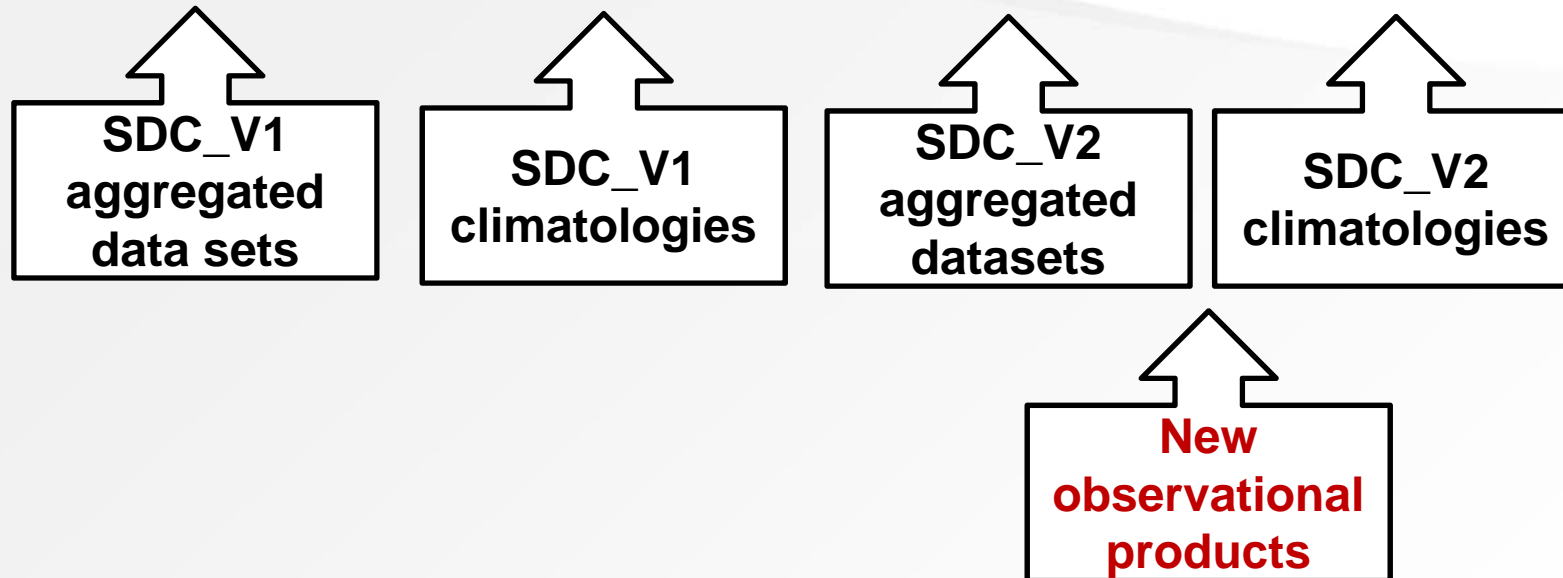 SDC_V1
aggregated
data sets
SDC_V1
climatologies
SDC_V2
aggregated
datasets
SDC_V2
climatologies
New
observational
products